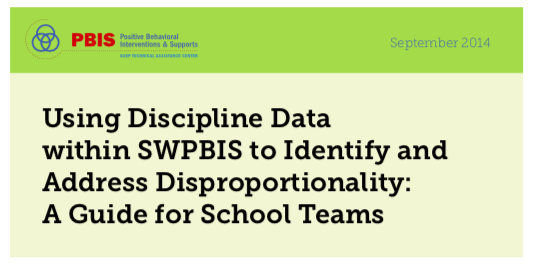 PBIS Positive Behavioral
Interventions & Supports
OSEP TECHNICAL ASSISTANCE CENTER
September 2014
Using Discipline Data
within SWPBIS to Identify and
Address Disproportionality:
A Guide for School Teams